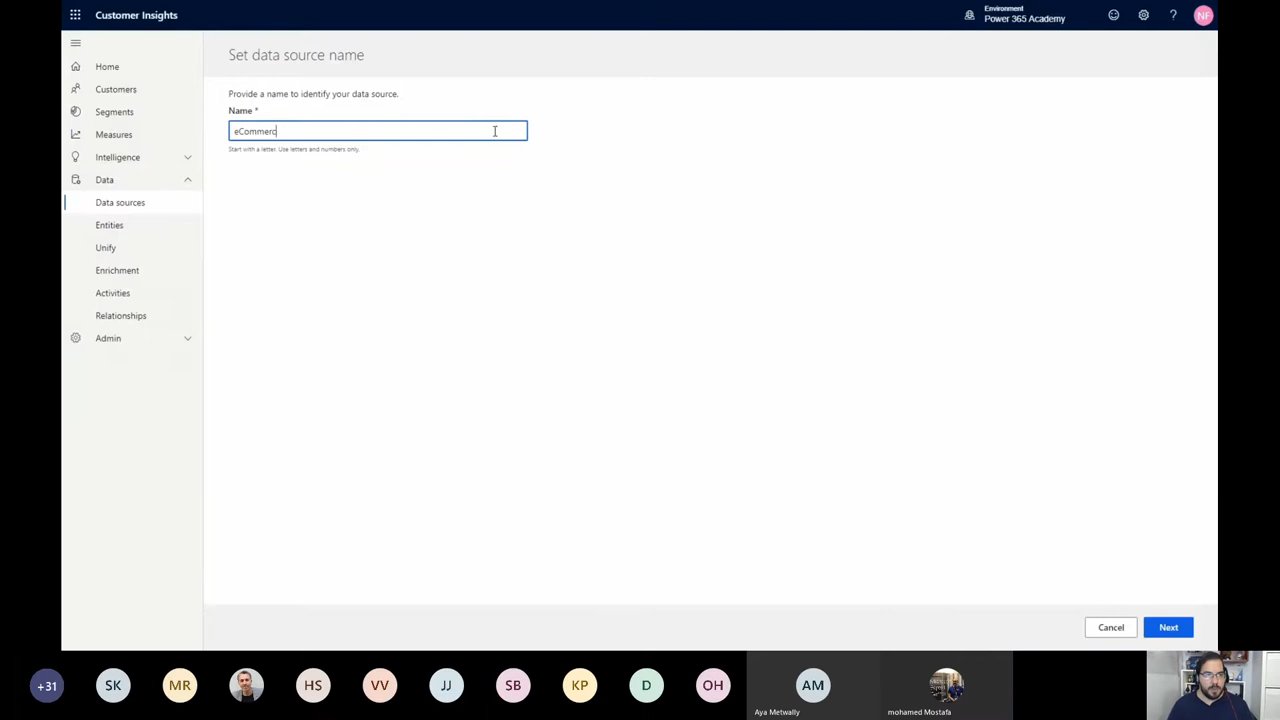 Customer Insights
Environment
Power 365 Academy
?
NF
Home
Customers
Segments
Measures
Intelligence
Data
Data sources
Entities
Unify
Enrichment
Activities
Relationships
Admin
Set data source name
Provide a name to identify your data source.
Name *
eCommerc
Start with a letter. Use letters and numbers only.
Cancel
Next
+31
SK
MR
HS
VV
JJ
SB
KP
D
OH
AM
Aya Metwally
mohamed Mostafa